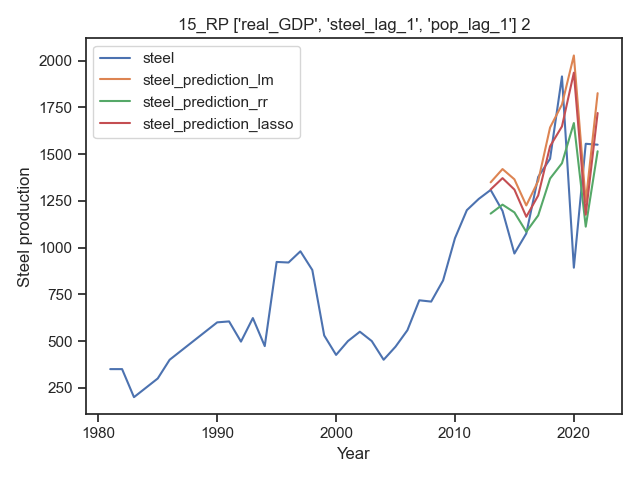 15_RP ['real_GDP', 'steel_lag_1', 'pop_lag_1'] 2
steel
steel_prediction_lm
steel_prediction_rr
steel_prediction_lasso
Steel production
2000
1750
1500
1250
1000
750
500
250
1980
1990
2000
2010
2020
Year